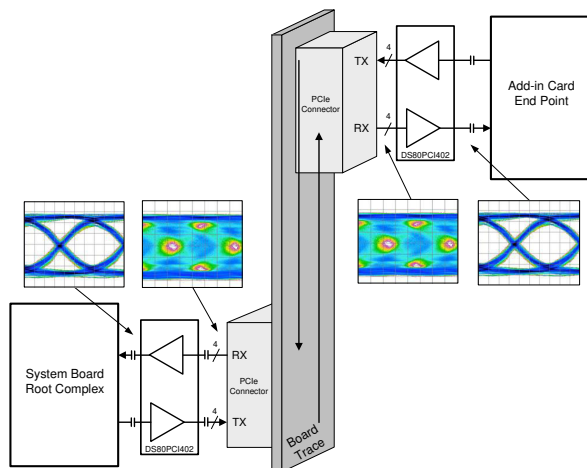 4
TX
Add-in Card
End Point
PCIe
Connector
4
RX
DS80PCI402
4
RX
System Board
Root Complex
PCIe
Connector
4
TX
DS80PCI402
Board
Trace